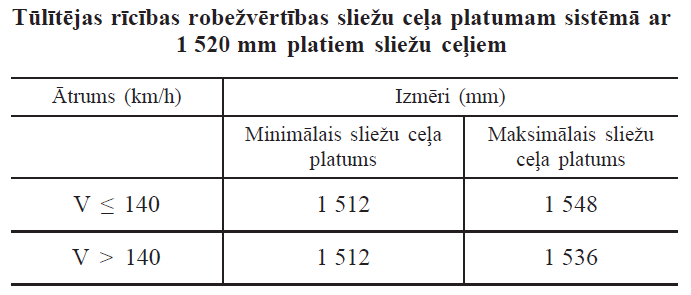 Tūlītējas rīcības robežvērtības sliežu ceļa platumam sistēmā ar
1 520 mm platiem sliežu ceļiem
Ātrums (km/h) Izmēri (mm)
Minimālais sliežu ceļa Maksimālais sliežu
platums ceļa platums
V ≤ 140 1 512 1 548
V > 140 1 512 1 536